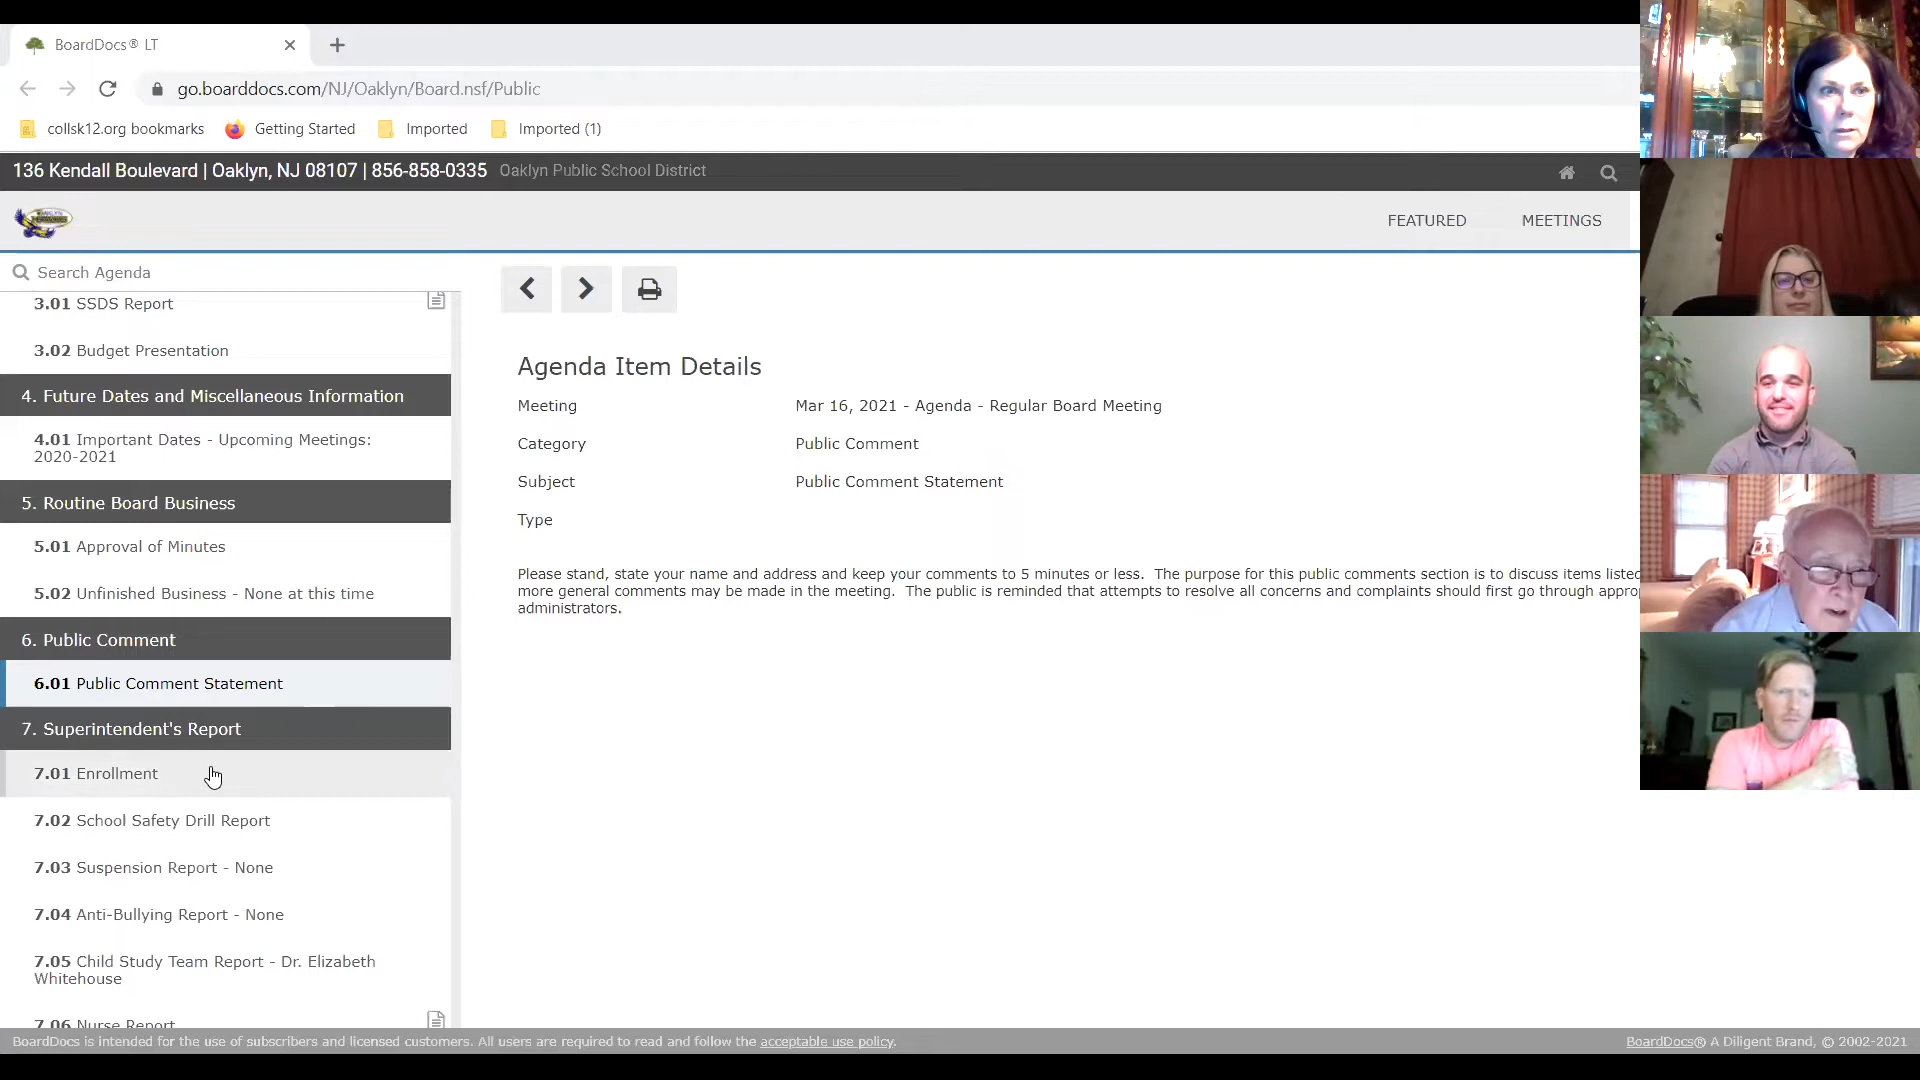 BoardDocs® LT
go.boarddocs.com/NJ/Oaklyn/Board.nsf/Public
collsk12.org bookmarks
Getting Started
Imported
Imported (1)
136 Kendall Boulevard | Oaklyn, NJ 08107 | 856-858-0335
Oaklyn Public School District
FEATURED
MEETINGS
Search Agenda
3.01 SSDS Report
3.02 Budget Presentation
4. Future Dates and Miscellaneous Information
4.01 Important Dates - Upcoming Meetings:
2020-2021
5. Routine Board Business
5.01 Approval of Minutes
5.02 Unfinished Business - None at this time
6. Public Comment
6.01 Public Comment Statement
7. Superintendent's Report
7.01 Enrollment
7.02 School Safety Drill Report
7.03 Suspension Report - None
7.04 Anti-Bullying Report - None
7.05 Child Study Team Report - Dr. Elizabeth
Whitehouse
7.06 Nurse Report
Agenda Item Details
Meeting
Mar 16, 2021 - Agenda - Regular Board Meeting
Category
Public Comment
Subject
Public Comment Statement
Type
Please stand, state your name and address and keep your comments to 5 minutes or less. The purpose for this public comments section is to discuss items listed
more general comments may be made in the meeting. The public is reminded that attempts to resolve all concerns and complaints should first go through appro
administrators.
BoardDocs is intended for the use of subscribers and licensed customers. All users are required to read and follow the acceptable use policy.
BoardDocs® A Diligent Brand, © 2002-2021